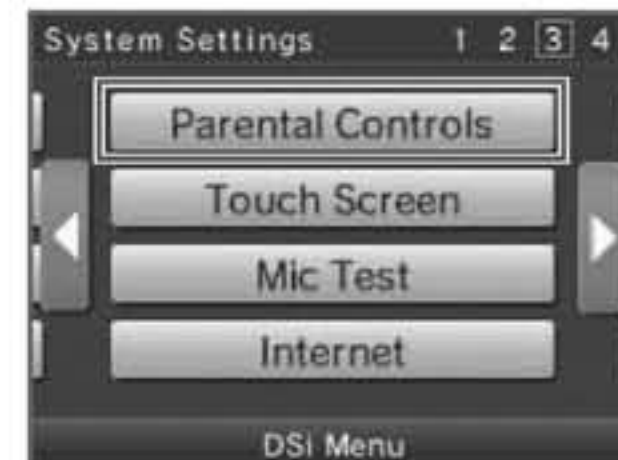 System Settings 1 2 3 4
Parental Controls
Touch Screen
Mic Test
Internet
DSi Menu